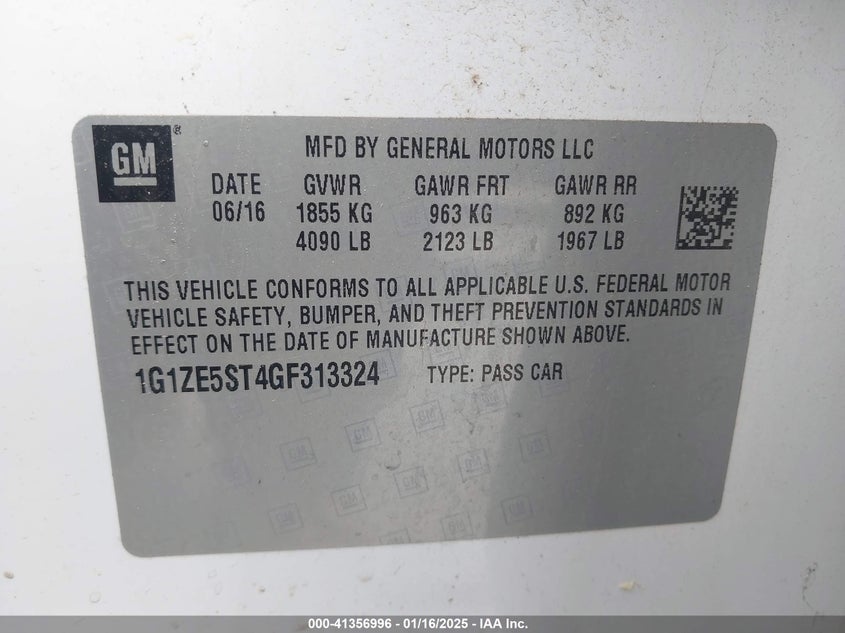 GM®
MFD BY GENERAL MOTORS LLC
DATE GVWR GAWR FRT GAWR RR
06/16 1855 KG 963 KG 892 KG
4090 LB 2123 LB 1967 LB
THIS VEHICLE CONFORMS TO ALL APPLICABLE U.S. FEDERAL MOTOR
VEHICLE SAFETY, BUMPER, AND THEFT PREVENTION STANDARDS IN
EFFECT ON THE DATE OF MANUFACTURE SHOWN ABOVE.
1G1ZE5ST4GF313324 TYPE: PASS CAR
000-41356996 - 01/16/2025 - IAA Inc.